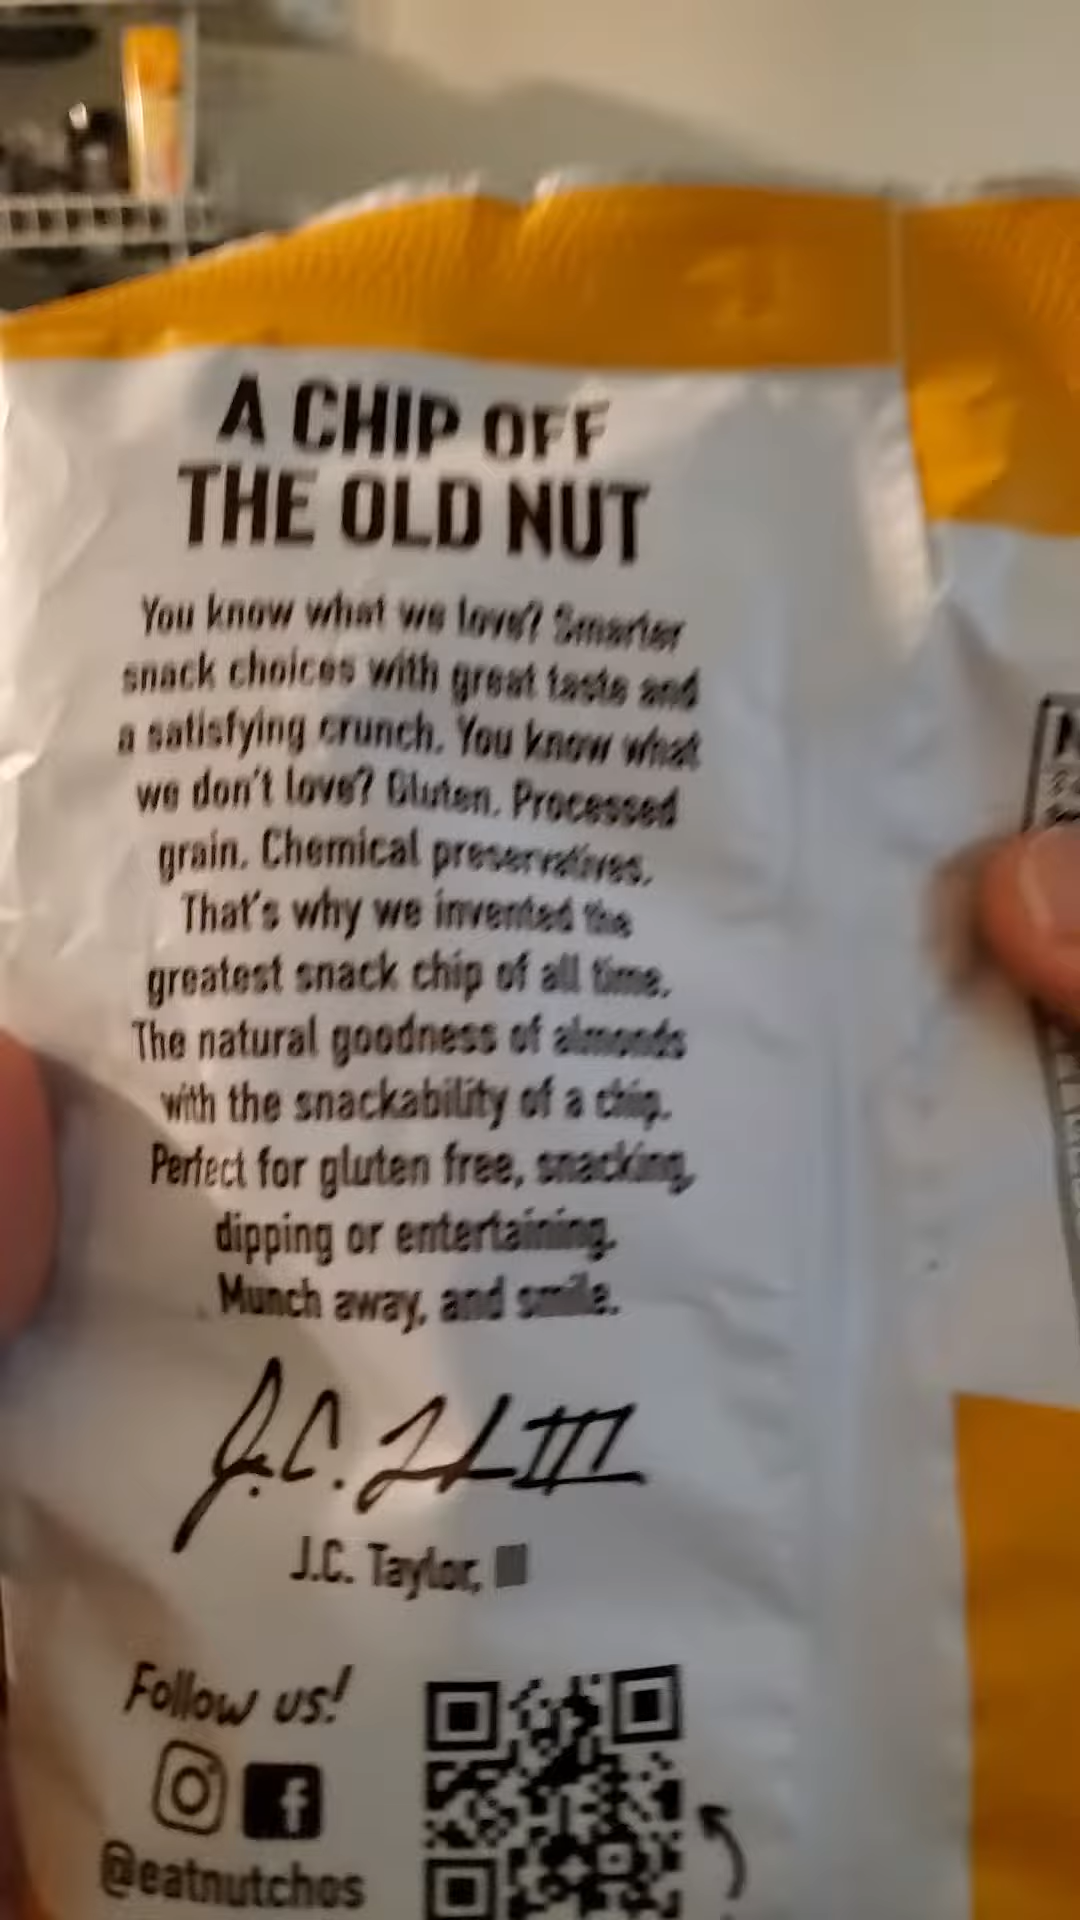 A CHIP OFF
THE OLD NUT
You know what we love? Smarter
snack choices with great taste and
a satisfying crunch. You know what
we don't love? Gluten. Processed
grain. Chemical preservatives.
That's why we invented the
greatest snack chip of all time.
The natural goodness of almonds
with the snackability of a chip.
Perfect for gluten free, snacking,
dipping or entertaining.
Munch away, and smile.
J.C. Taylor, III
Follow us!
@eatnutchos